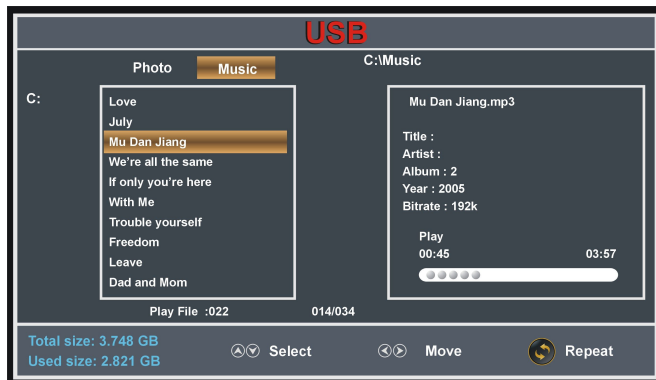 USB
Photo Music C:\Music
C:
Love
July
Mu Dan Jiang
We're all the same
If only you're here
With Me
Trouble yourself
Freedom
Leave
Dad and Mom
Mu Dan Jiang.mp3
Title :
Artist :
Album : 2
Year : 2005
Bitrate : 192k
Play
00:45 03:57
Play File :022 014/034
Total size: 3.748 GB
Used size: 2.821 GB
Select Move Repeat